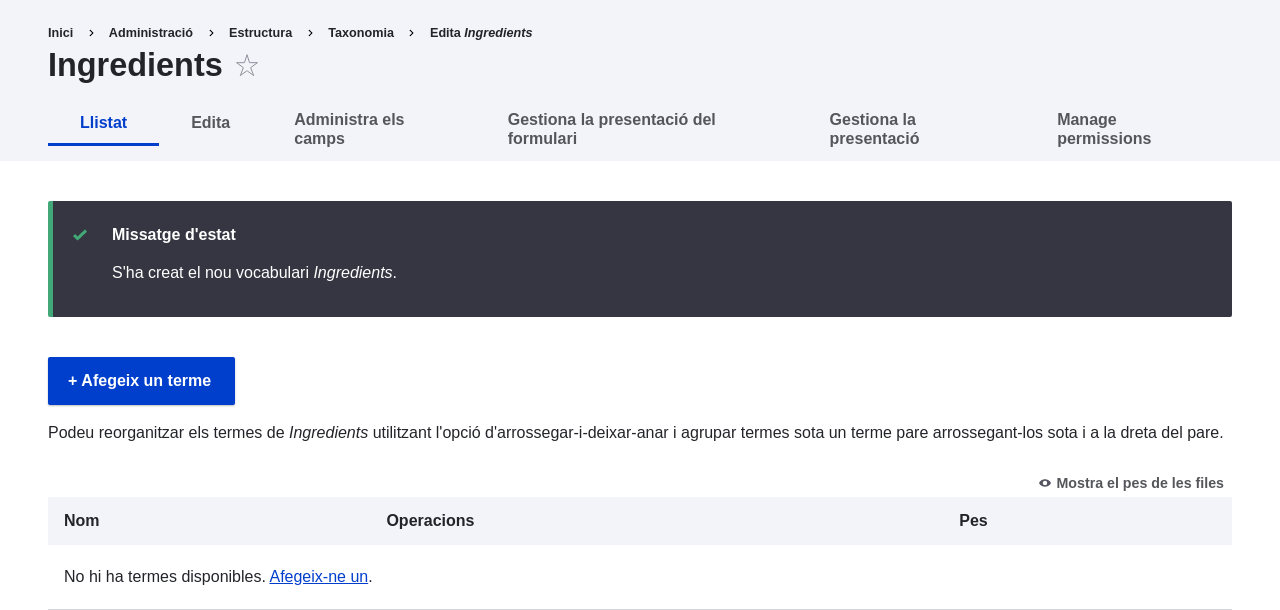 Inici > Administració > Estructura > Taxonomia > Edita Ingredients
Ingredients ☆
Llistat
Edita
Administra els
camps
Gestiona la presentació del
formulari
Gestiona la
presentació
Manage
permissions
Missatge d'estat
S'ha creat el nou vocabulari Ingredients.
+ Afegeix un terme
Podeu reorganitzar els termes de Ingredients utilitzant l'opció d'arrossegar-i-deixar-anar i agrupar termes sota un terme pare arrossegant-los sota i a la dreta del pare.
Mostra el pes de les files
Nom Operacions Pes
No hi ha termes disponibles. Afegeix-ne un.